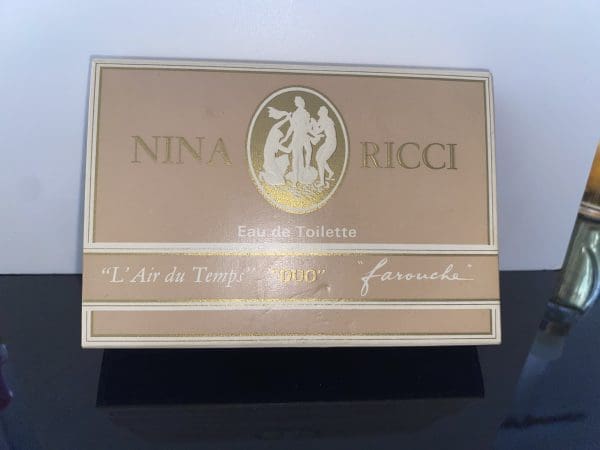 NINA RICCI
Eau de Toilette
"L'Air du Temps" "DUO" "farouche"